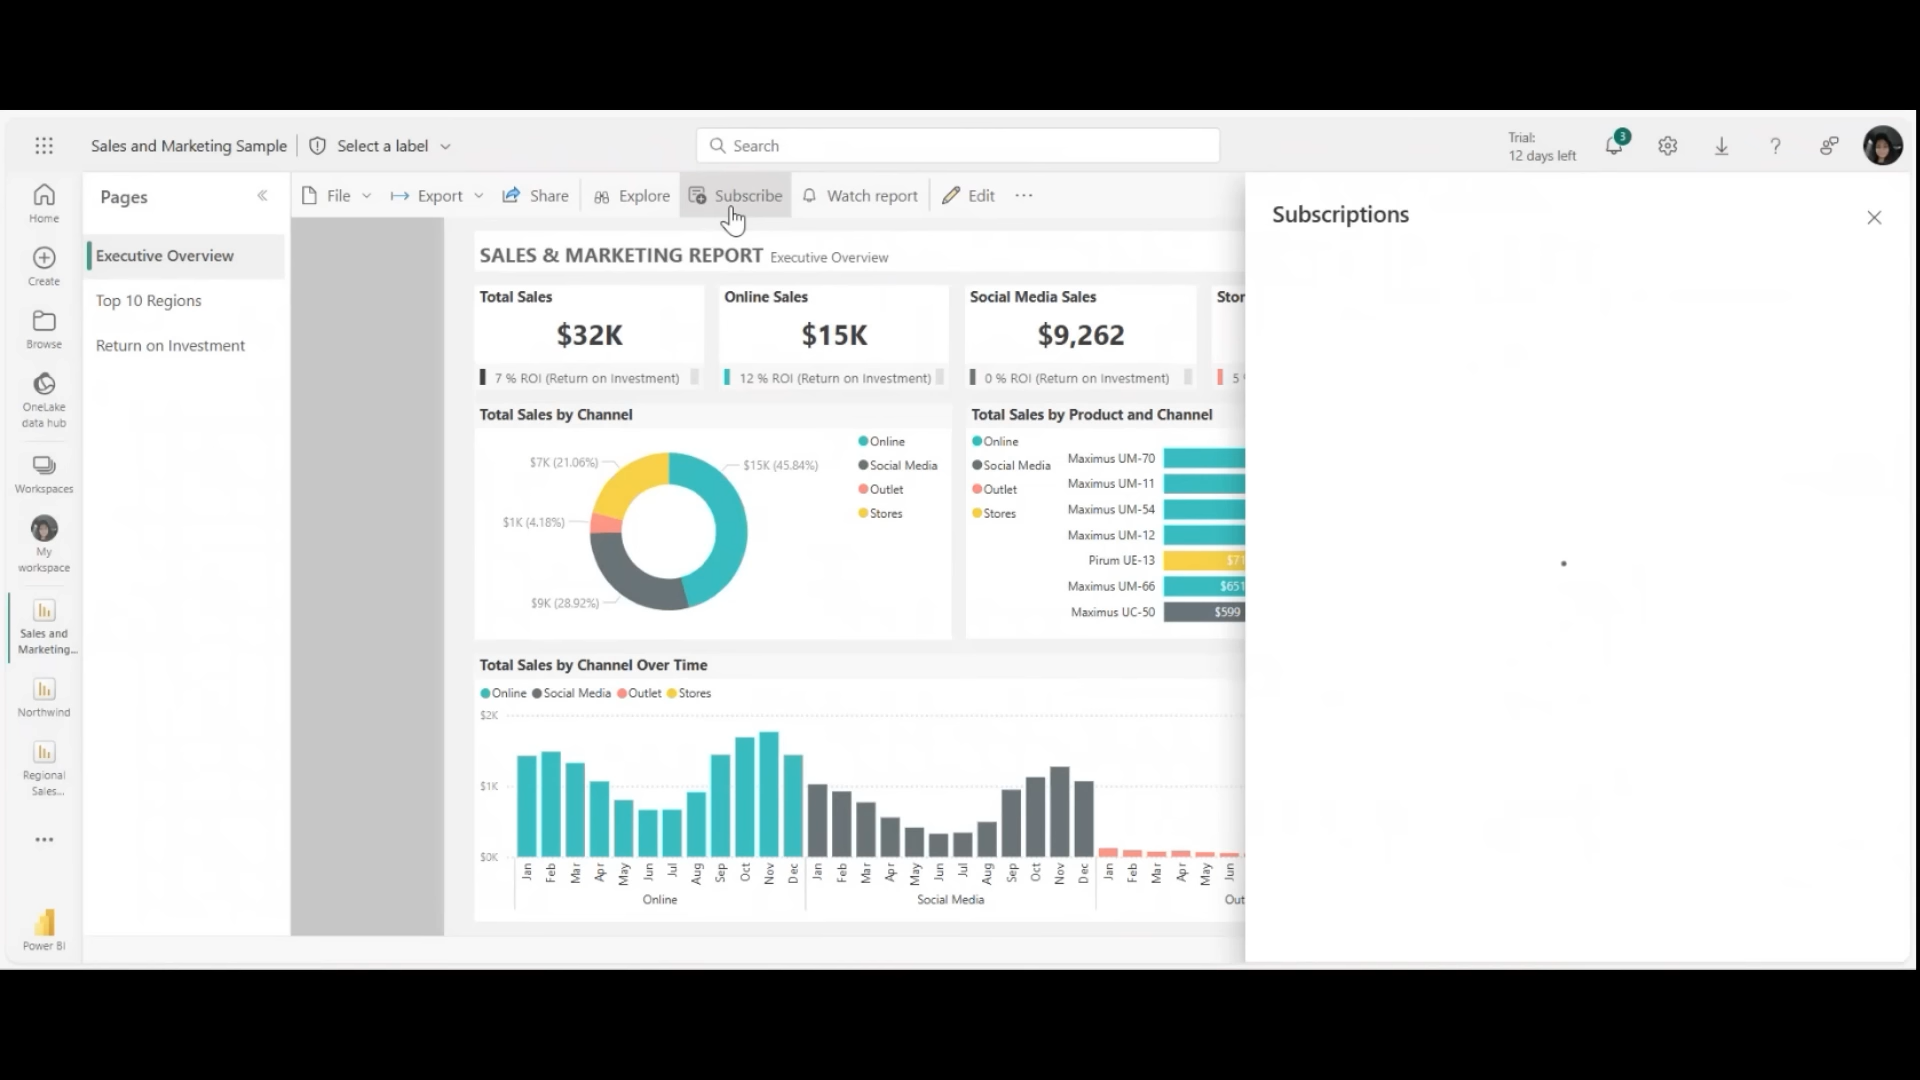 Sales and Marketing Sample
Select a label
Search
Trial:
12 days left
3
Home
Create
Browse
OneLake
data hub
Workspaces
My
workspace
Sales and
Marketing...
Northwind
Regional
Sales...
Power BI
Pages
Executive Overview
Top 10 Regions
Return on Investment
File
Export
Share
Explore
Subscribe
Watch report
Edit
SALES & MARKETING REPORT Executive Overview
Total Sales
$32K
7 % ROI (Return on Investment)
Online Sales
$15K
12 % ROI (Return on Investment)
Social Media Sales
$9,262
0 % ROI (Return on Investment)
Stor
5
Total Sales by Channel
$7K (21.06%)
$15K (45.84%)
$1K (4.18%)
$9K (28.92%)
Online
Social Media
Outlet
Stores
Total Sales by Product and Channel
Online
Social Media
Outlet
Stores
Maximus UM-70
Maximus UM-11
Maximus UM-54
Maximus UM-12
Pirum UE-13
$71
Maximus UM-66
$651
Maximus UC-50
$599
Total Sales by Channel Over Time
Online Social Media Outlet Stores
$2K
$1K
$0K
Jan Feb Mar Apr May Jun Jul Aug Sep Oct Nov Dec Jan Feb Mar Apr May Jun Jul Aug Sep Oct Nov Dec Jan Feb Mar Apr May Jun
Online Social Media Out
Subscriptions